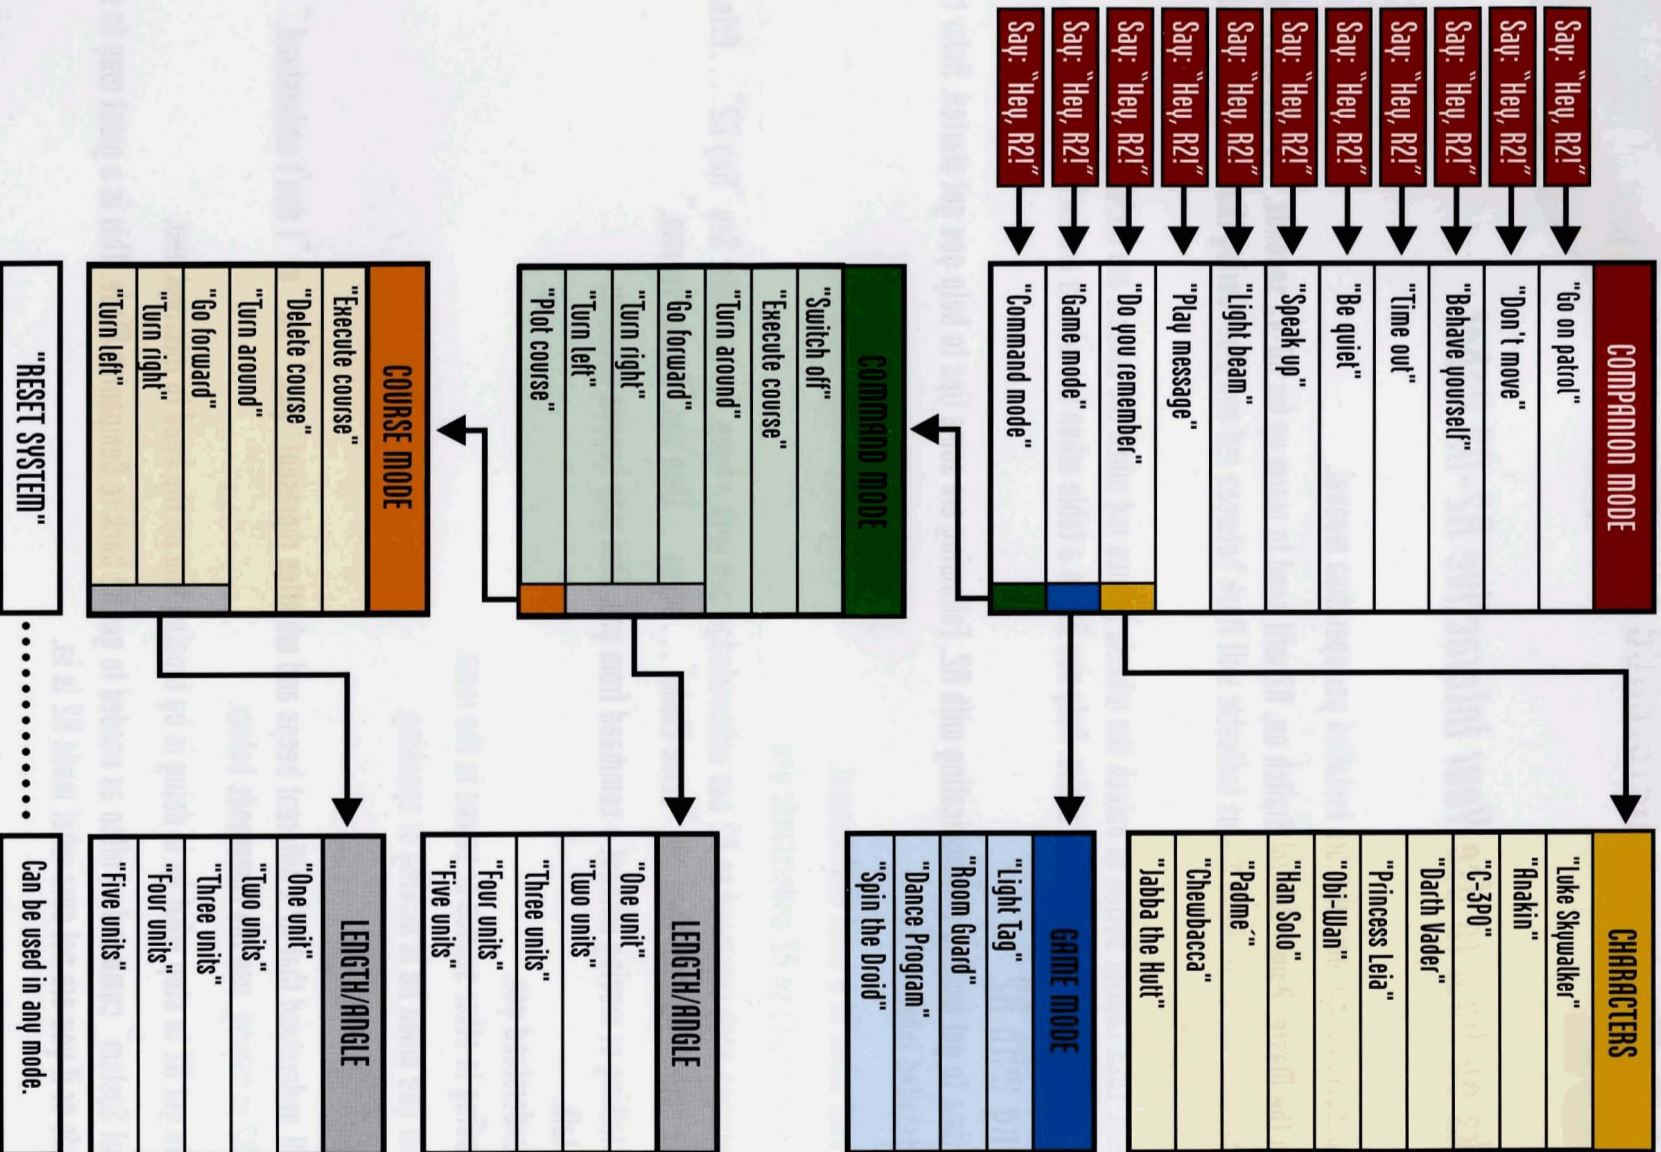 COMPANION MODE
Say: "Hey, R2!" "Go on patrol"
Say: "Hey, R2!" "Don't move"
Say: "Hey, R2!" "Behave yourself"
Say: "Hey, R2!" "Time out"
Say: "Hey, R2!" "Be quiet"
Say: "Hey, R2!" "Speak up"
Say: "Hey, R2!" "Light beam"
Say: "Hey, R2!" "Play message"
Say: "Hey, R2!" "Do you remember"
Say: "Hey, R2!" "Game mode"
Say: "Hey, R2!" "Command mode"
CHARACTERS
"Luke Skywalker"
"Anakin"
"C-3PO"
"Darth Vader"
"Princess Leia"
"Obi-Wan"
"Han Solo"
"Padmé"
"Chewbacca"
"Jabba the Hutt"
GAME MODE
"Light Tag"
"Room Guard"
"Dance Program"
"Spin the Droid"
COMMAND MODE
"Switch off"
"Execute course"
"Turn around"
"Go forward"
"Turn right"
"Turn left"
"Plot course"
LENGTH/ANGLE
"One unit"
"Two units"
"Three units"
"Four units"
"Five units"
COURSE MODE
"Execute course"
"Delete course"
"Turn around"
"Go forward"
"Turn right"
"Turn left"
LENGTH/ANGLE
"One unit"
"Two units"
"Three units"
"Four units"
"Five units"
"RESET SYSTEM" Can be used in any mode.